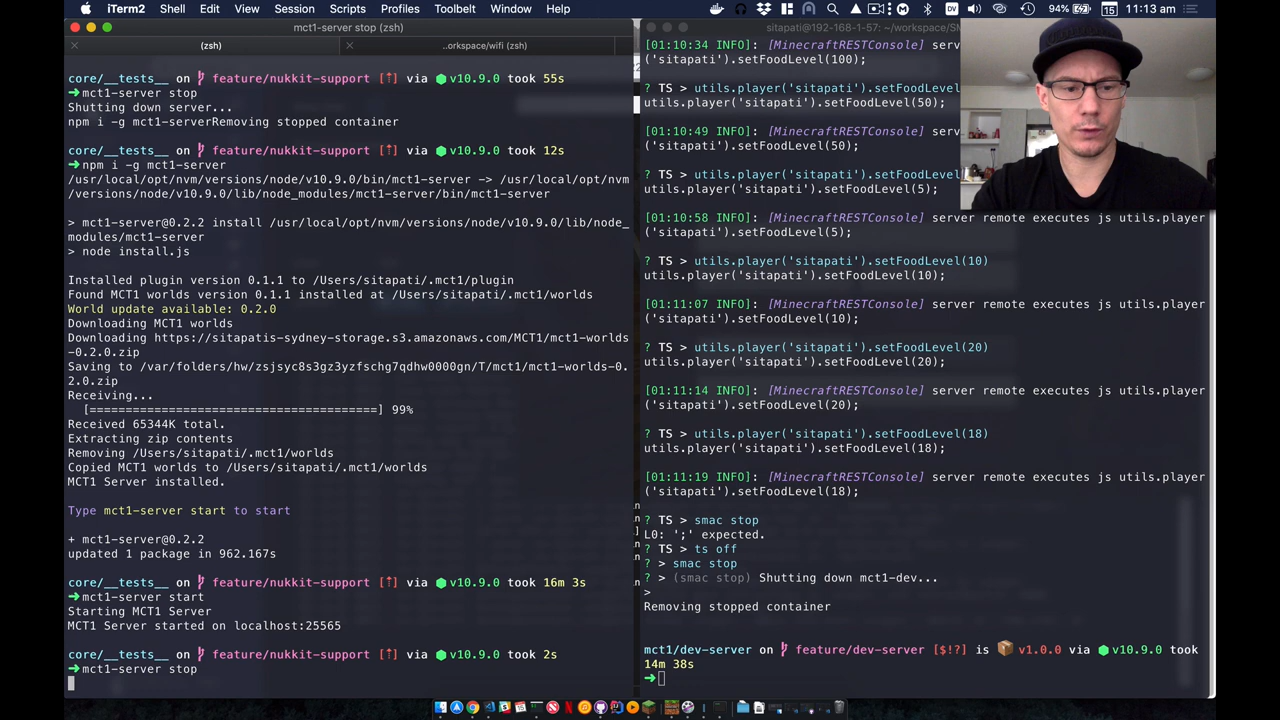 iTerm2 Shell Edit View Session Scripts Profiles Toolbelt Window Help
DV 94% 15 11:13 am
mct1-server stop (zsh)
(zsh)
..orkspace/wifi (zsh)
core/__tests__ on feature/nukkit-support [⇡] via ⬢ v10.9.0 took 55s
➜mct1-server stop
Shutting down server...
npm i -g mct1-serverRemoving stopped container
core/__tests__ on feature/nukkit-support [⇡] via ⬢ v10.9.0 took 12s
➜npm i -g mct1-server
/usr/local/opt/nvm/versions/node/v10.9.0/bin/mct1-server -> /usr/local/opt/nvm
/versions/node/v10.9.0/lib/node_modules/mct1-server/bin/mct1-server
> mct1-server@0.2.2 install /usr/local/opt/nvm/versions/node/v10.9.0/lib/node_
modules/mct1-server
> node install.js
Installed plugin version 0.1.1 to /Users/sitapati/.mct1/plugin
Found MCT1 worlds version 0.1.1 installed at /Users/sitapati/.mct1/worlds
World update available: 0.2.0
Downloading MCT1 worlds
Downloading https://sitapatis-sydney-storage.s3.amazonaws.com/MCT1/mct1-worlds
-0.2.0.zip
Saving to /var/folders/hw/zsjsyc8s3gz3yzfschg7qdhw0000gn/T/mct1/mct1-worlds-0.
2.0.zip
Receiving...
[========================================] 99%
Received 65344K total.
Extracting zip contents
Removing /Users/sitapati/.mct1/worlds
Copied MCT1 worlds to /Users/sitapati/.mct1/worlds
MCT1 Server installed.
Type mct1-server start to start
+ mct1-server@0.2.2
updated 1 package in 962.167s
core/__tests__ on feature/nukkit-support [⇡] via ⬢ v10.9.0 took 16m 3s
➜mct1-server start
Starting MCT1 Server
MCT1 Server started on localhost:25565
core/__tests__ on feature/nukkit-support [⇡] via ⬢ v10.9.0 took 2s
➜mct1-server stop
sitapati@192-168-1-57: ~/workspace/SM
[01:10:34 INFO]: [MinecraftRESTConsole] serv
('sitapati').setFoodLevel(100);
? TS > utils.player('sitapati').setFoodLevel
utils.player('sitapati').setFoodLevel(50);
[01:10:49 INFO]: [MinecraftRESTConsole] serv
('sitapati').setFoodLevel(50);
? TS > utils.player('sitapati').setFoodLevel
utils.player('sitapati').setFoodLevel(5);
[01:10:58 INFO]: [MinecraftRESTConsole] server remote executes js utils.player
('sitapati').setFoodLevel(5);
? TS > utils.player('sitapati').setFoodLevel(10)
utils.player('sitapati').setFoodLevel(10);
[01:11:07 INFO]: [MinecraftRESTConsole] server remote executes js utils.player
('sitapati').setFoodLevel(10);
? TS > utils.player('sitapati').setFoodLevel(20)
utils.player('sitapati').setFoodLevel(20);
[01:11:14 INFO]: [MinecraftRESTConsole] server remote executes js utils.player
('sitapati').setFoodLevel(20);
? TS > utils.player('sitapati').setFoodLevel(18)
utils.player('sitapati').setFoodLevel(18);
[01:11:19 INFO]: [MinecraftRESTConsole] server remote executes js utils.player
('sitapati').setFoodLevel(18);
? TS > smac stop
L0: ';' expected.
? TS > ts off
? > smac stop
? > (smac stop) Shutting down mct1-dev...
>
Removing stopped container
mct1/dev-server on feature/dev-server [$!?] is 📦 v1.0.0 via ⬢ v10.9.0 took
14m 38s
➜